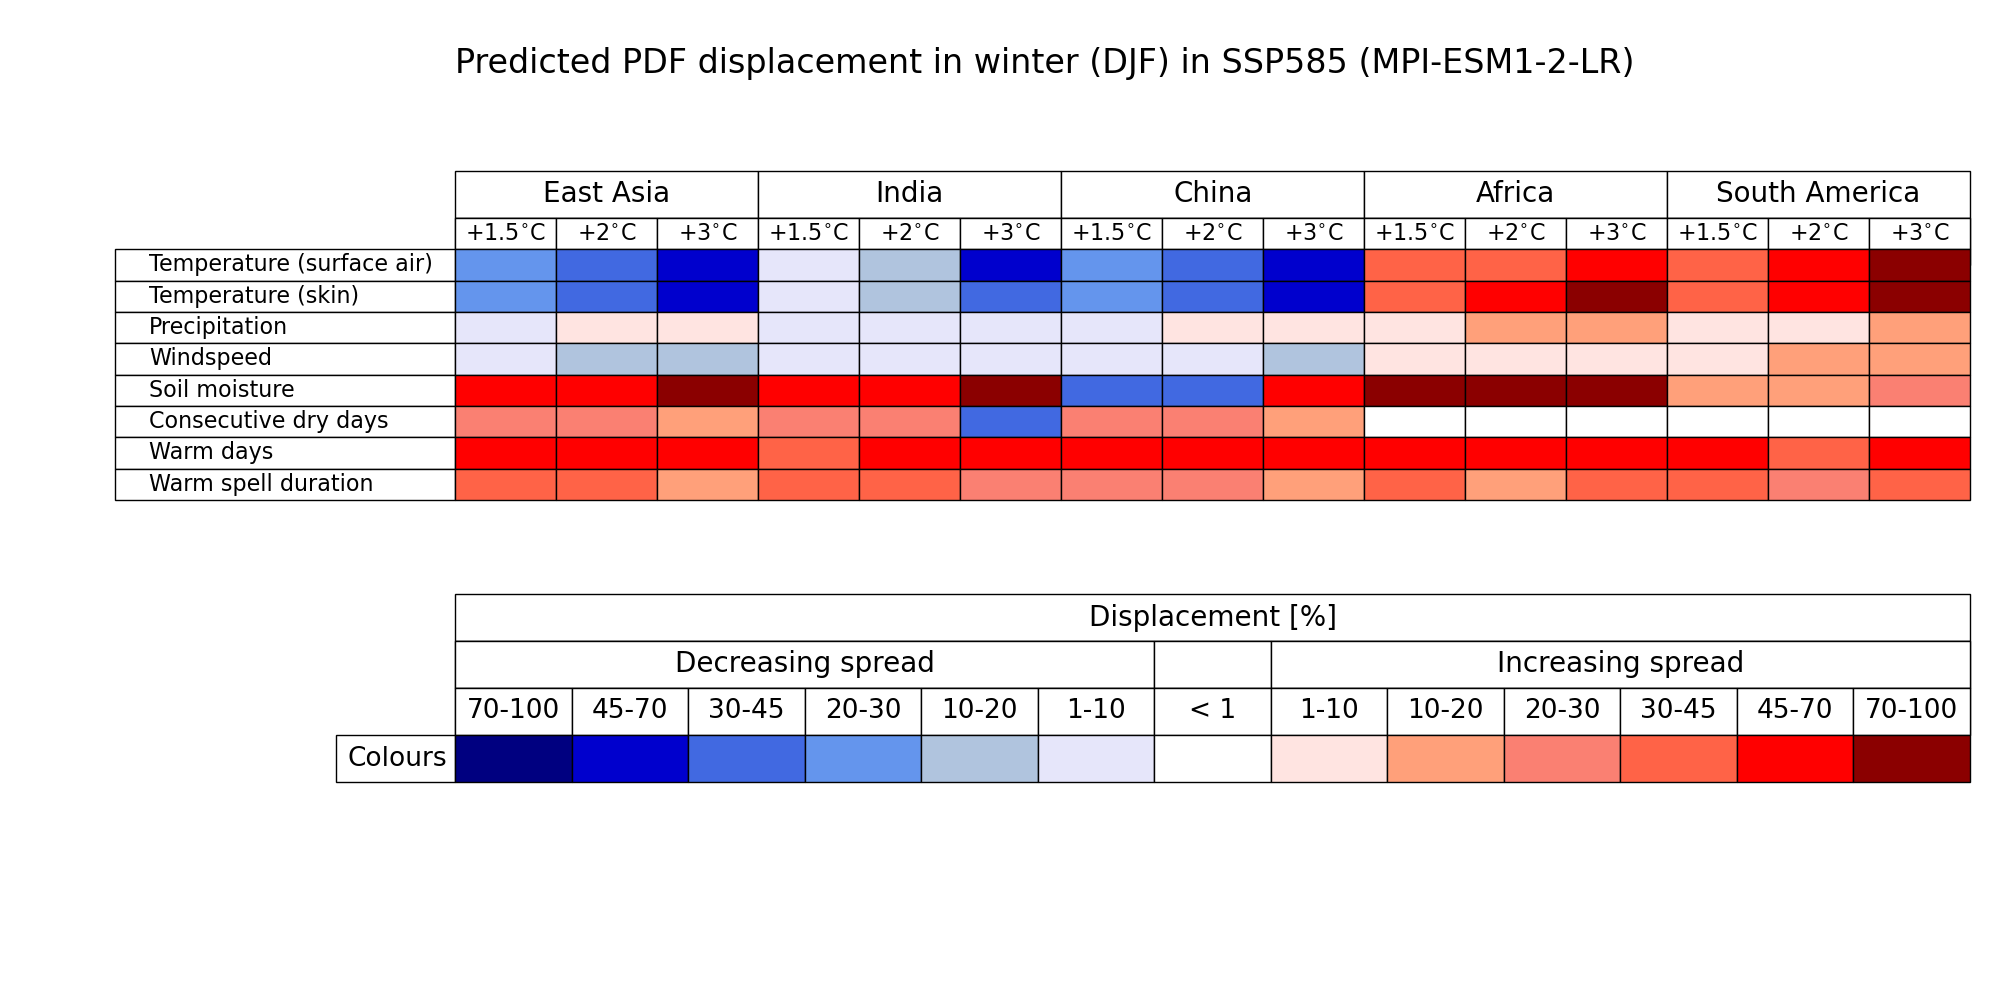 Predicted PDF displacement in winter (DJF) in SSP585 (MPI-ESM1-2-LR)
East Asia India China Africa South America
+1.5°C +2°C +3°C +1.5°C +2°C +3°C +1.5°C +2°C +3°C +1.5°C +2°C +3°C +1.5°C +2°C +3°C
Temperature (surface air)
Temperature (skin)
Precipitation
Windspeed
Soil moisture
Consecutive dry days
Warm days
Warm spell duration
Displacement [%]
Decreasing spread Increasing spread
70-100 45-70 30-45 20-30 10-20 1-10 < 1 1-10 10-20 20-30 30-45 45-70 70-100
Colours